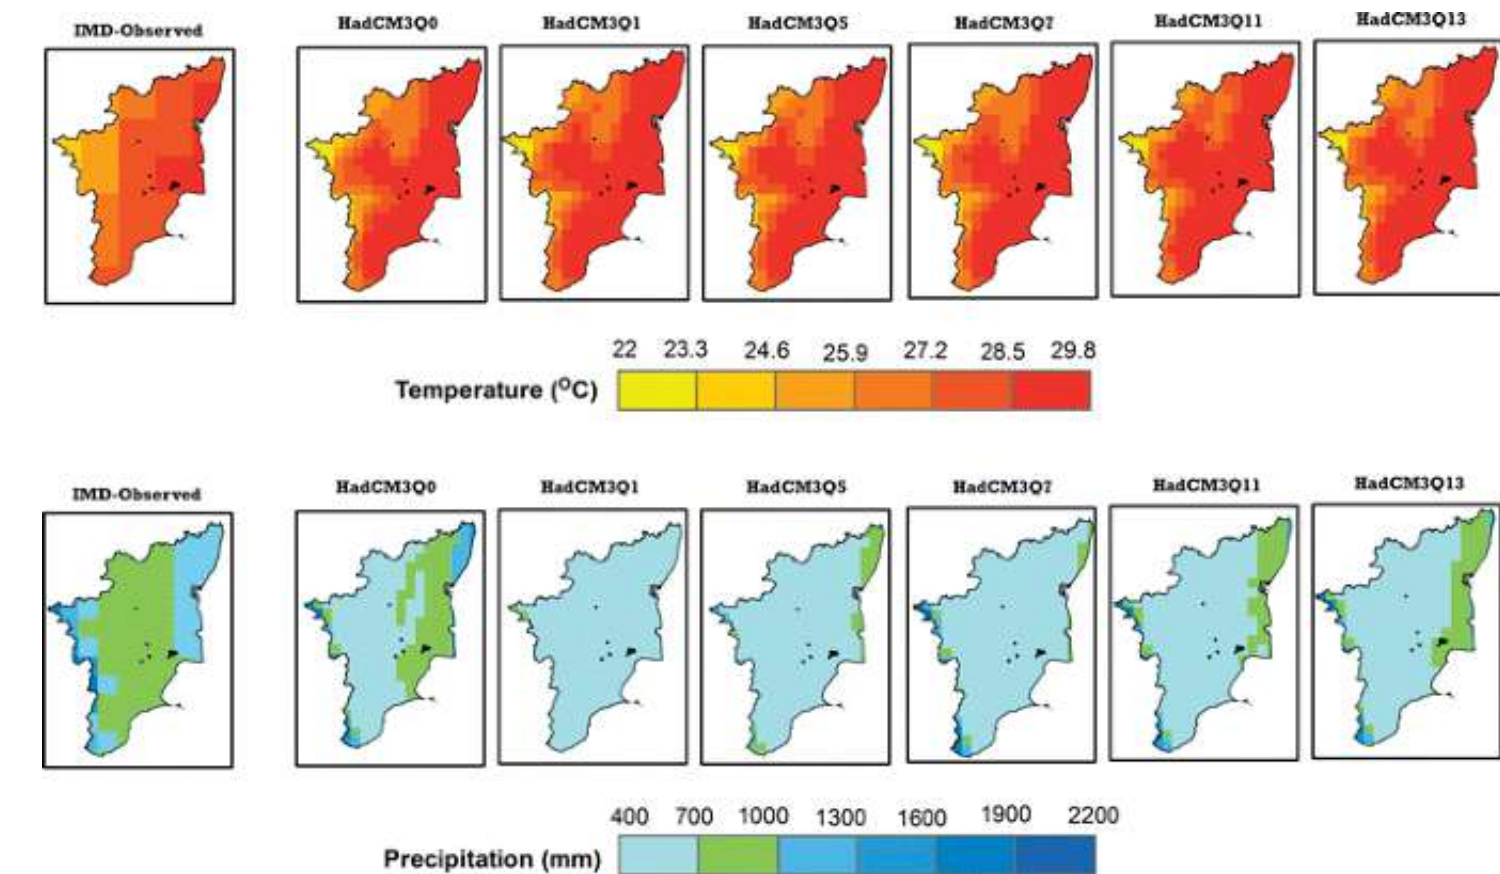 IMD-Observed HadCM3Q0 HadCM3Q1 HadCM3Q5 HadCM3Q7 HadCM3Q11 HadCM3Q13
22 23.3 24.6 25.9 27.2 28.5 29.8
Temperature (OC)
IMD-Observed HadCM3Q0 HadCM3Q1 HadCM3Q5 HadCM3Q7 HadCM3Q11 HadCM3Q13
400 700 1000 1300 1600 1900 2200
Precipitation (mm)